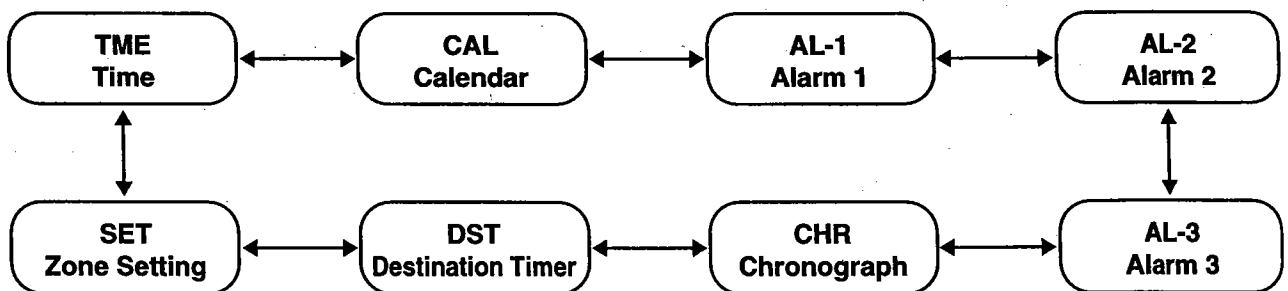 TME
Time
CAL
Calendar
AL-1
Alarm 1
AL-2
Alarm 2
SET
Zone Setting
DST
Destination Timer
CHR
Chronograph
AL-3
Alarm 3